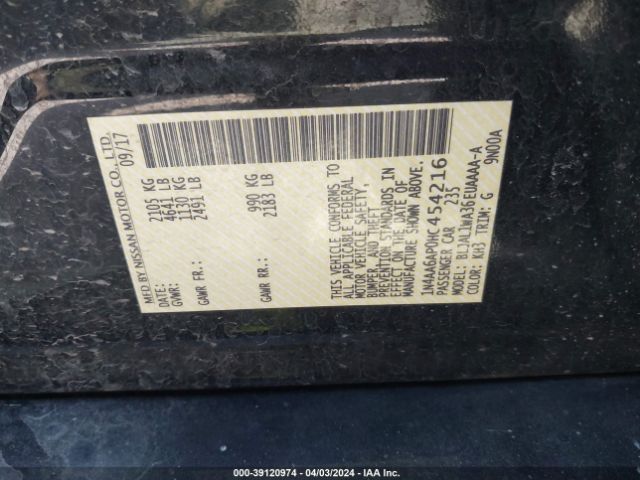 MFD BY NISSAN MOTOR CO., LTD.
DATE: 09/17
GVWR: 2105 KG
4641 LB
GAWR FR.: 1130 KG
2491 LB
GAWR RR.: 990 KG
2183 LB
THIS VEHICLE CONFORMS TO
ALL APPLICABLE FEDERAL
MOTOR VEHICLE SAFETY,
BUMPER, AND THEFT
PREVENTION STANDARDS IN
EFFECT ON THE DATE OF
MANUFACTURE SHOWN ABOVE.
1N4AA6AP0HC454216
PASSENGER CAR 235
MODEL: BLJALWA36EUAAAA-A
COLOR: KH3 TRIM: G 9N00A
000-39120974 - 04/03/2024 - IAA Inc.